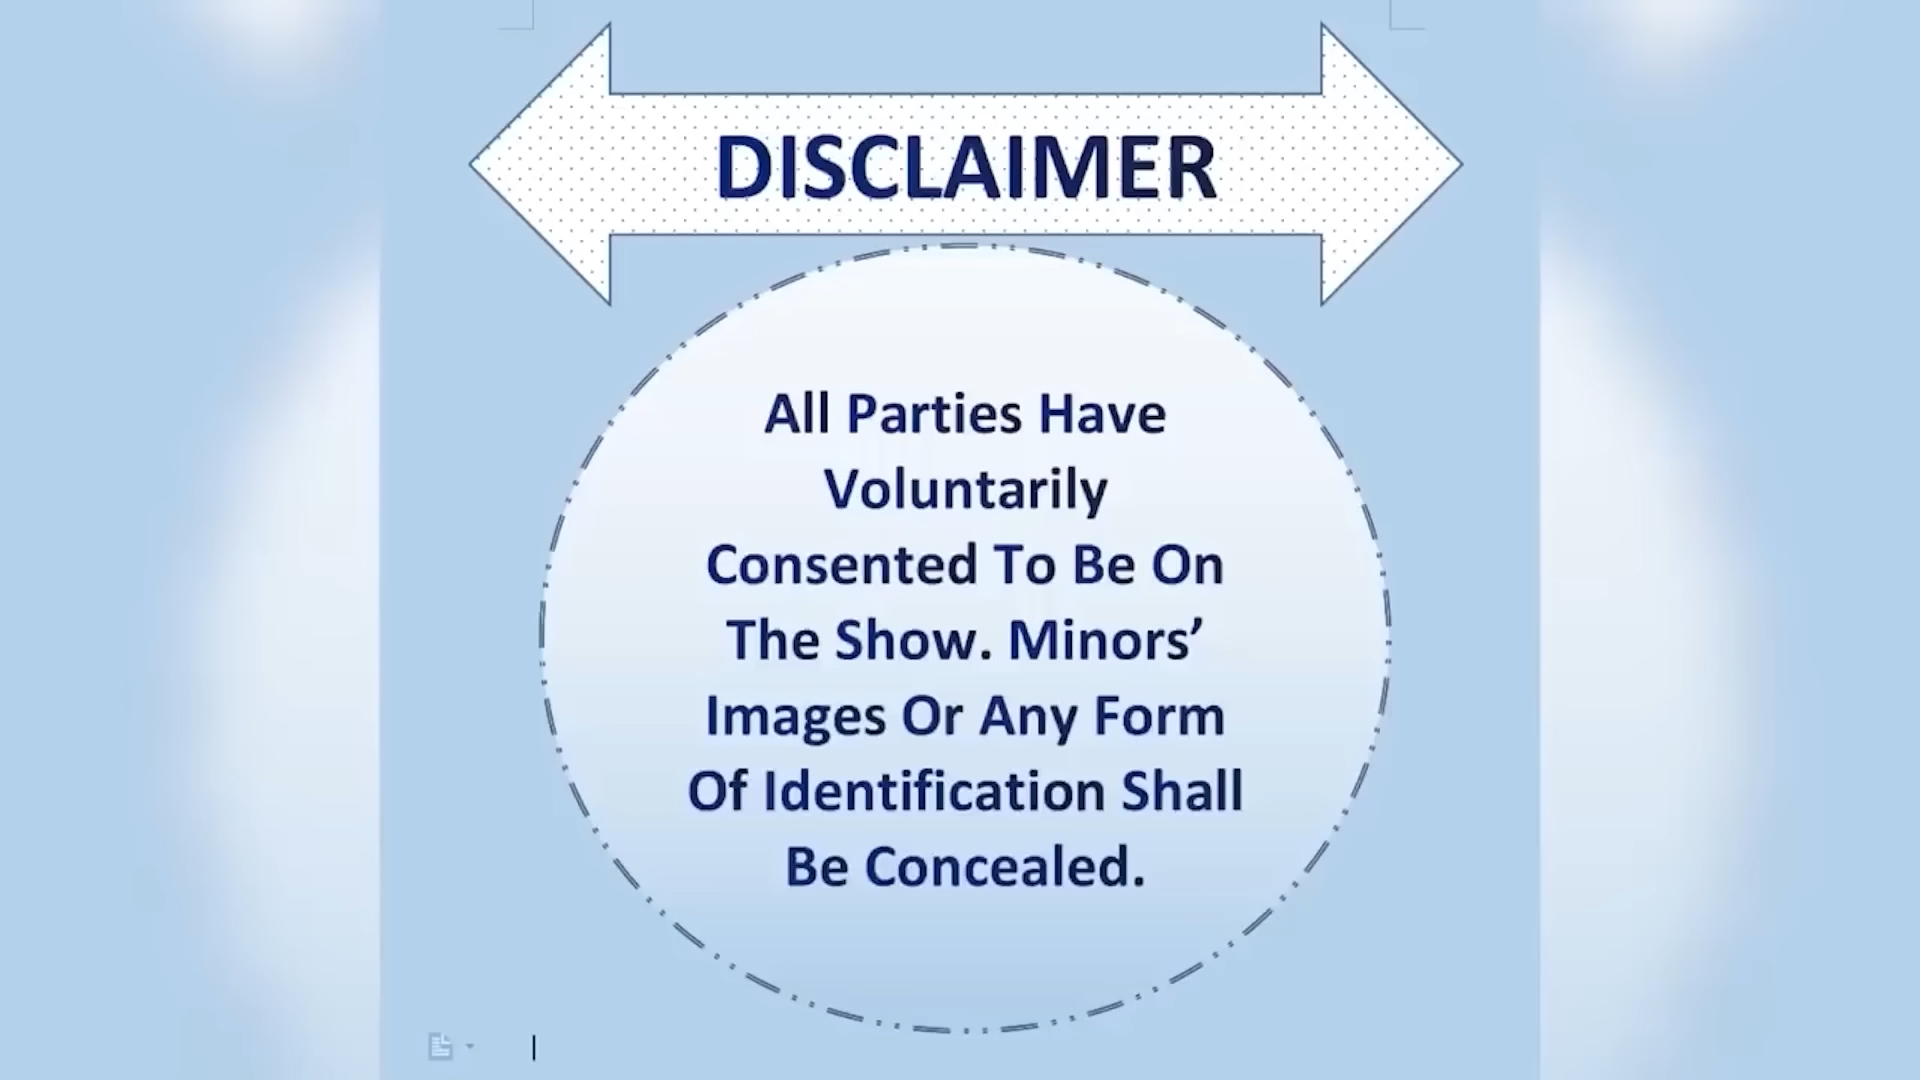 DISCLAIMER
All Parties Have
Voluntarily
Consented To Be On
The Show. Minors’
Images Or Any Form
Of Identification Shall
Be Concealed.